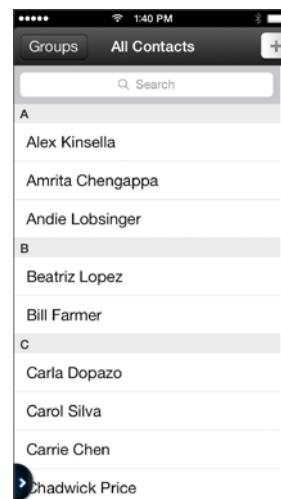 1:40 PM
Groups All Contacts +
Search
A
Alex Kinsella
Amrita Chengappa
Andie Lobsinger
B
Beatriz Lopez
Bill Farmer
C
Carla Dopazo
Carol Silva
Carrie Chen
Chadwick Price